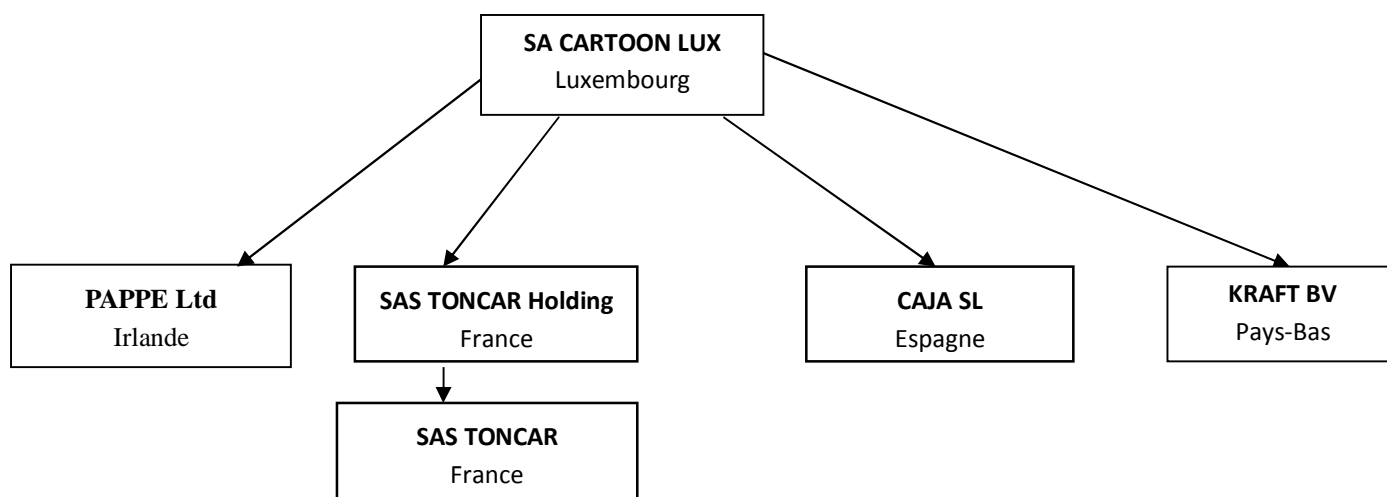 SA CARTOON LUX
Luxembourg
PAPPE Ltd
Irlande
SAS TONCAR Holding
France
CAJA SL
Espagne
KRAFT BV
Pays-Bas
SAS TONCAR
France